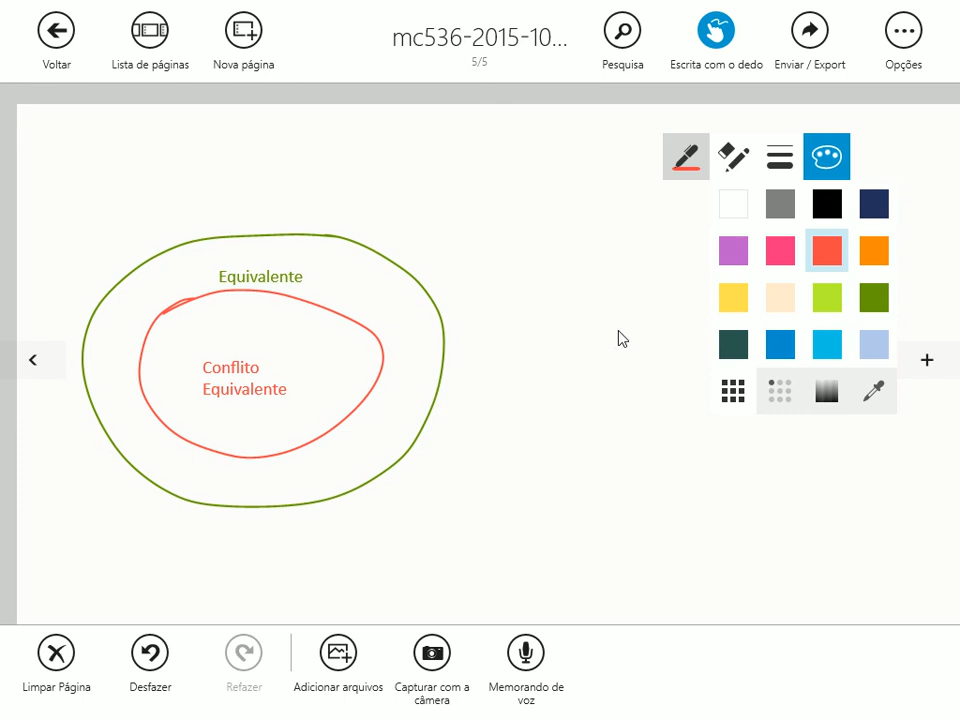 mc536-2015-10...
5/5
Voltar
Lista de páginas
Nova página
Pesquisa
Escrita com o dedo
Enviar / Export
Opções
Equivalente
Conflito
Equivalente
Limpar Página
Desfazer
Refazer
Adicionar arquivos
Capturar com a
câmera
Memorando de
voz